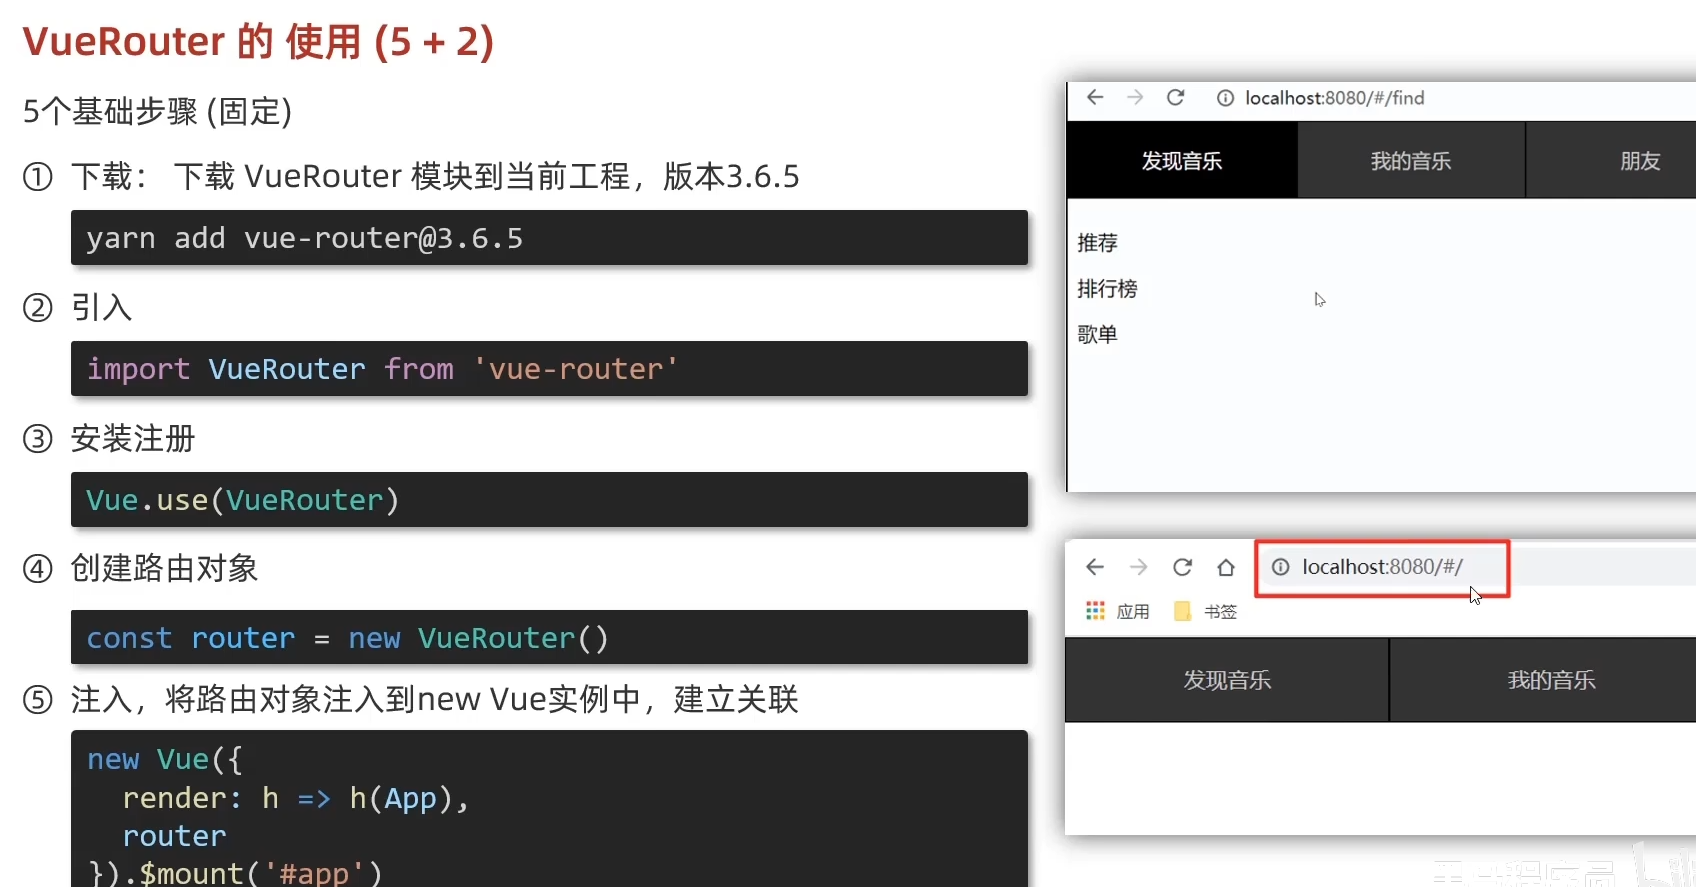 VueRouter 的 使用 (5 + 2)
5个基础步骤 (固定)
① 下载： 下载 VueRouter 模块到当前工程，版本3.6.5
yarn add vue-router@3.6.5
② 引入
import VueRouter from 'vue-router'
③ 安装注册
Vue.use(VueRouter)
④ 创建路由对象
const router = new VueRouter()
⑤ 注入，将路由对象注入到new Vue实例中，建立关联
new Vue({
  render: h => h(App),
  router
}).$mount('#app')
localhost:8080/#/find
发现音乐 我的音乐 朋友
推荐
排行榜
歌单
localhost:8080/#/
应用 书签
发现音乐 我的音乐